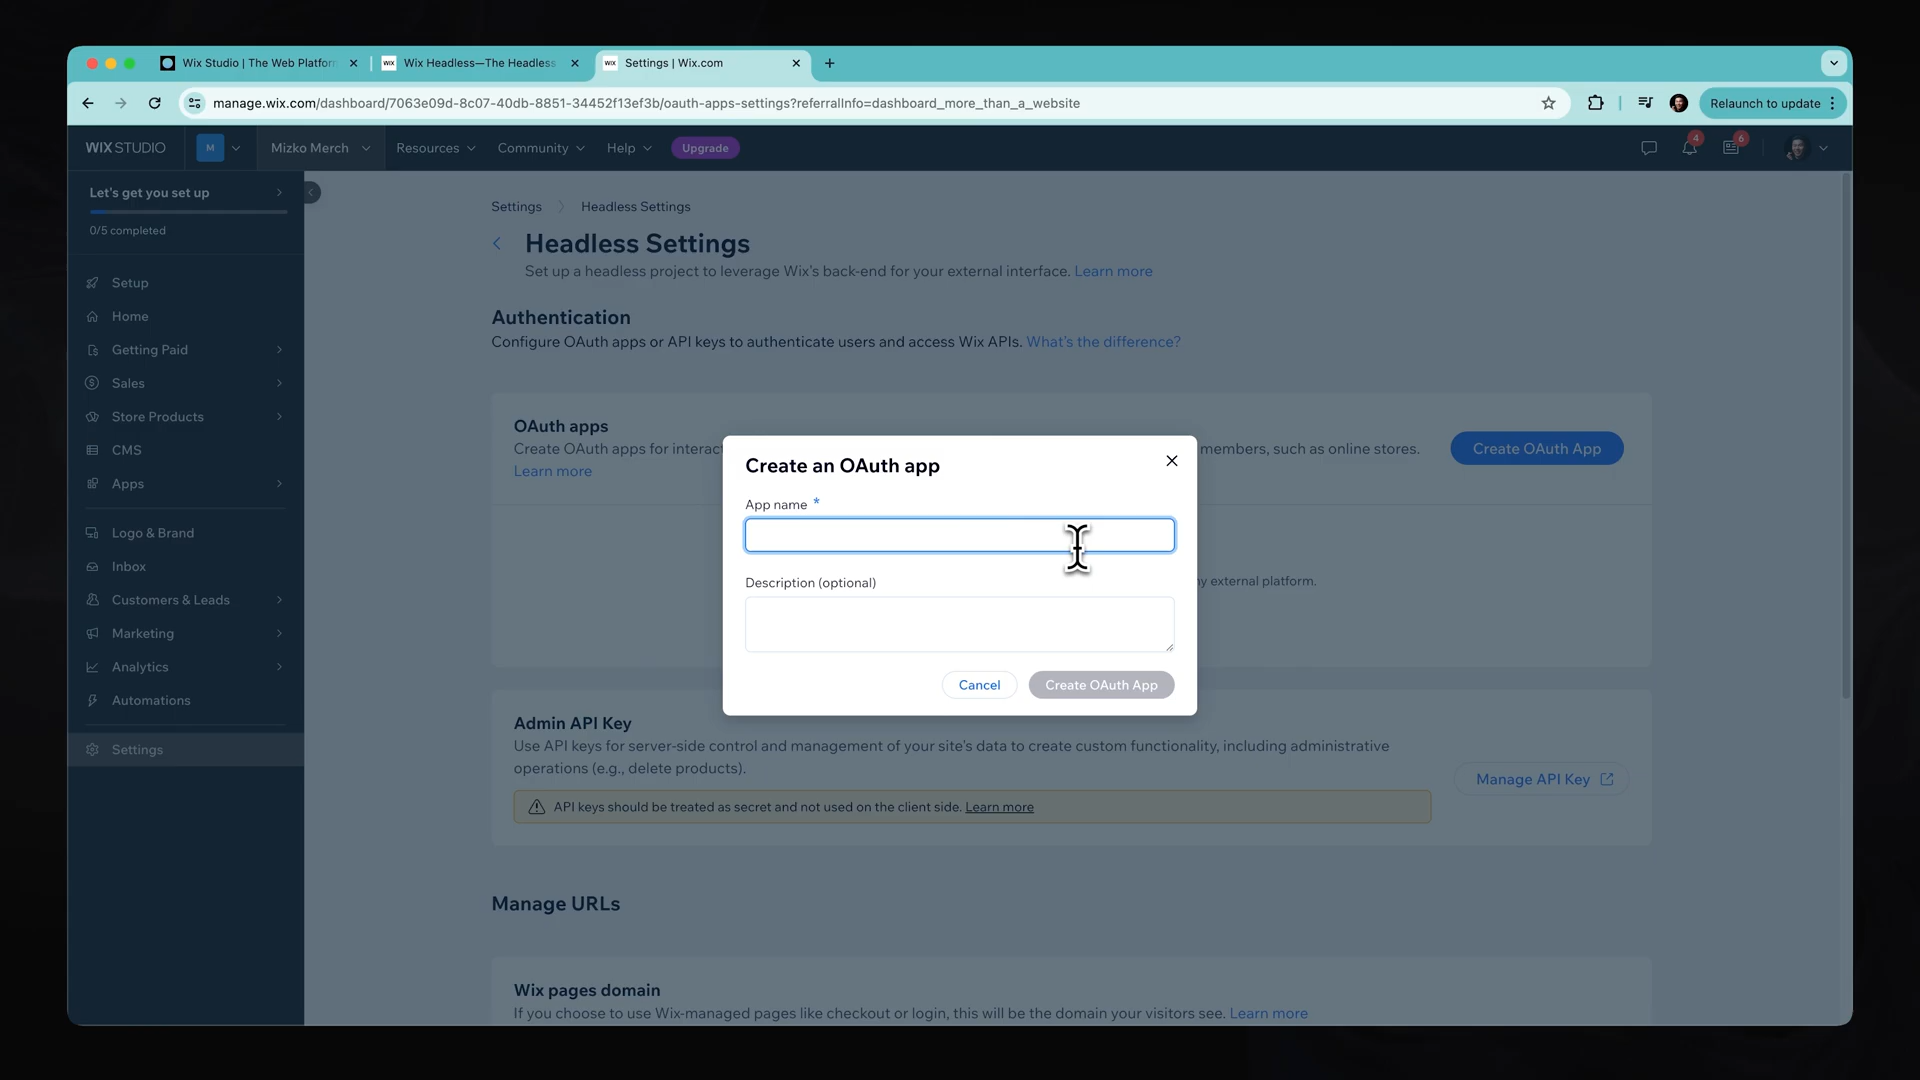 Wix Studio | The Web Platfor
WIX Wix Headless—The Headless
WIX Settings | Wix.com
manage.wix.com/dashboard/7063e09d-8c07-40db-8851-34452f13ef3b/oauth-apps-settings?referralInfo=dashboard_more_than_a_website
Relaunch to update
WIX STUDIO
M
Mizko Merch
Resources
Community
Help
Upgrade
4
6
Let's get you set up
0/5 completed
Setup
Home
Getting Paid
Sales
Store Products
CMS
Apps
Logo & Brand
Inbox
Customers & Leads
Marketing
Analytics
Automations
Settings
Settings Headless Settings
Headless Settings
Set up a headless project to leverage Wix's back-end for your external interface. Learn more
Authentication
Configure OAuth apps or API keys to authenticate users and access Wix APIs. What's the difference?
OAuth apps
Create OAuth apps for interac members, such as online stores.
Learn more
Create OAuth App
y external platform.
Create an OAuth app
App name *
Description (optional)
Cancel
Create OAuth App
Admin API Key
Use API keys for server-side control and management of your site's data to create custom functionality, including administrative
operations (e.g., delete products).
Manage API Key
API keys should be treated as secret and not used on the client side. Learn more
Manage URLs
Wix pages domain
If you choose to use Wix-managed pages like checkout or login, this will be the domain your visitors see. Learn more